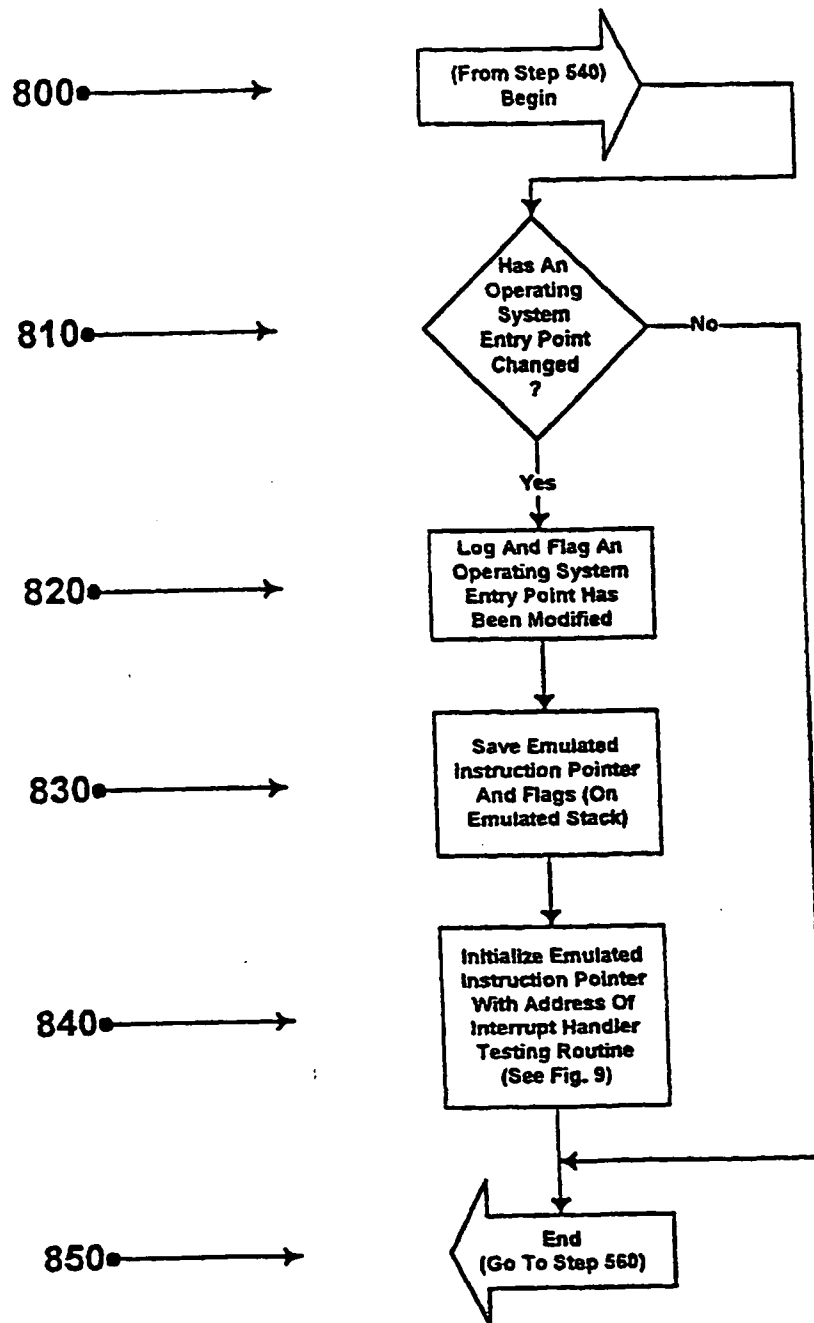 800
(From Step 540)
Begin
810
Has An
Operating
System
Entry Point
Changed
?
No
Yes
820
Log And Flag An
Operating System
Entry Point Has
Been Modified
830
Save Emulated
Instruction Pointer
And Flags (On
Emulated Stack)
840
Initialize Emulated
Instruction Pointer
With Address Of
Interrupt Handler
Testing Routine
(See Fig. 9)
850
End
(Go To Step 560)